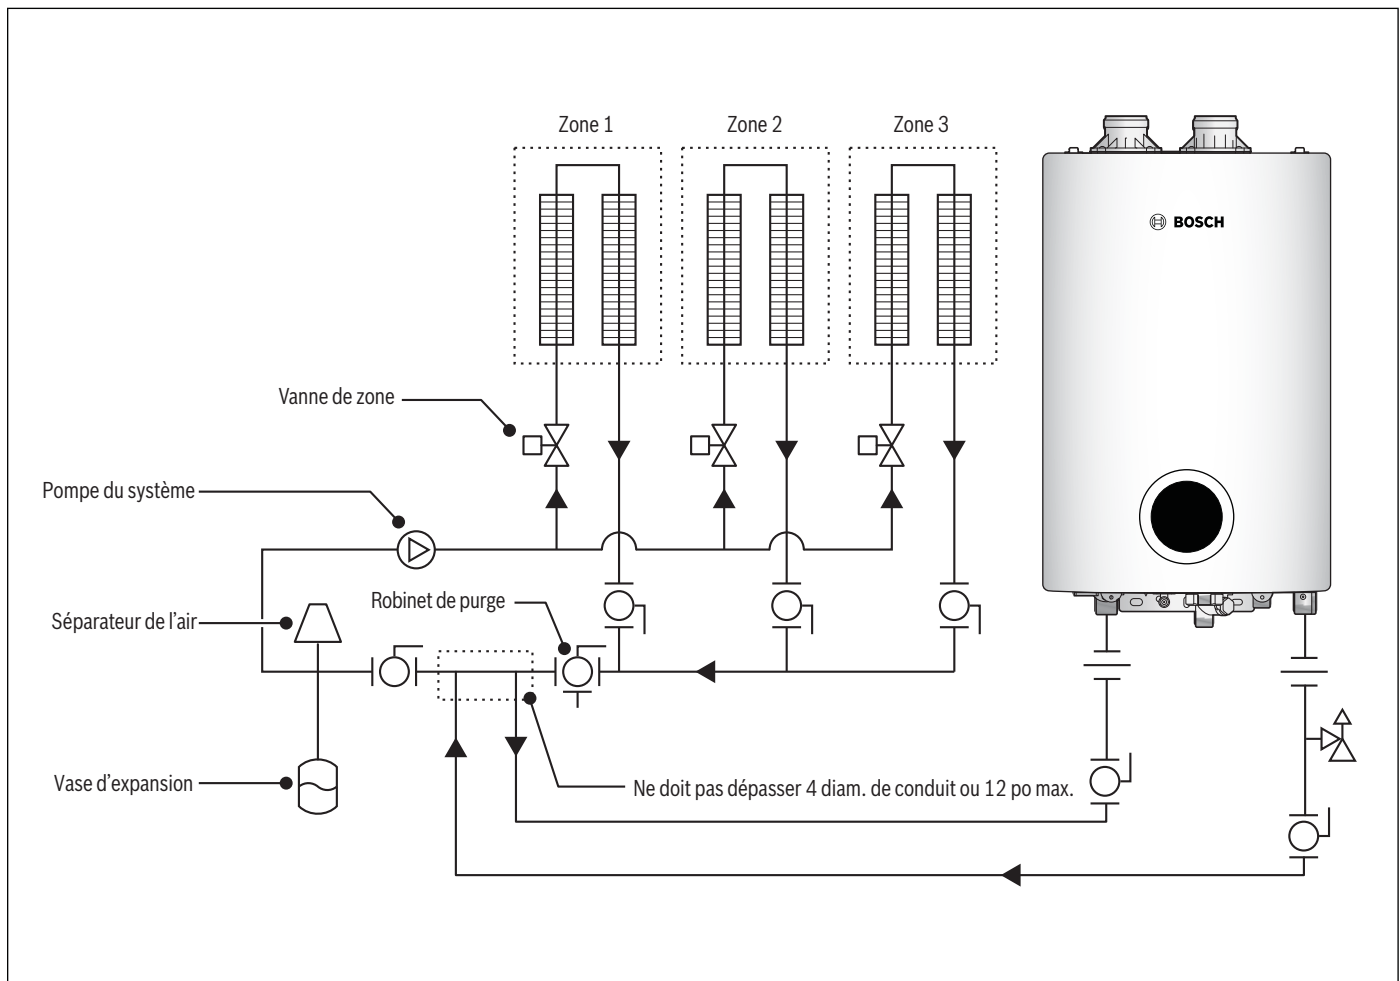 Zone 1
Zone 2
Zone 3
BOSCH
Vanne de zone
Pompe du système
Robinet de purge
Séparateur de l'air
Vase d'expansion
Ne doit pas dépasser 4 diam. de conduit ou 12 po max.